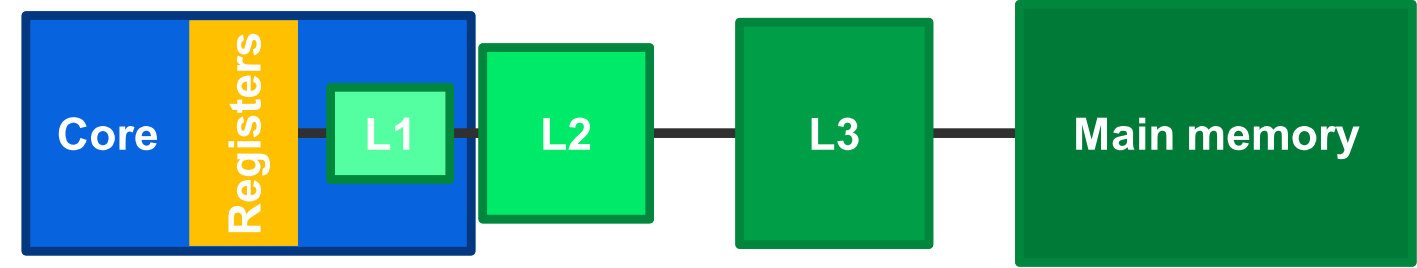 Core
Registers
L1
L2
L3
Main memory